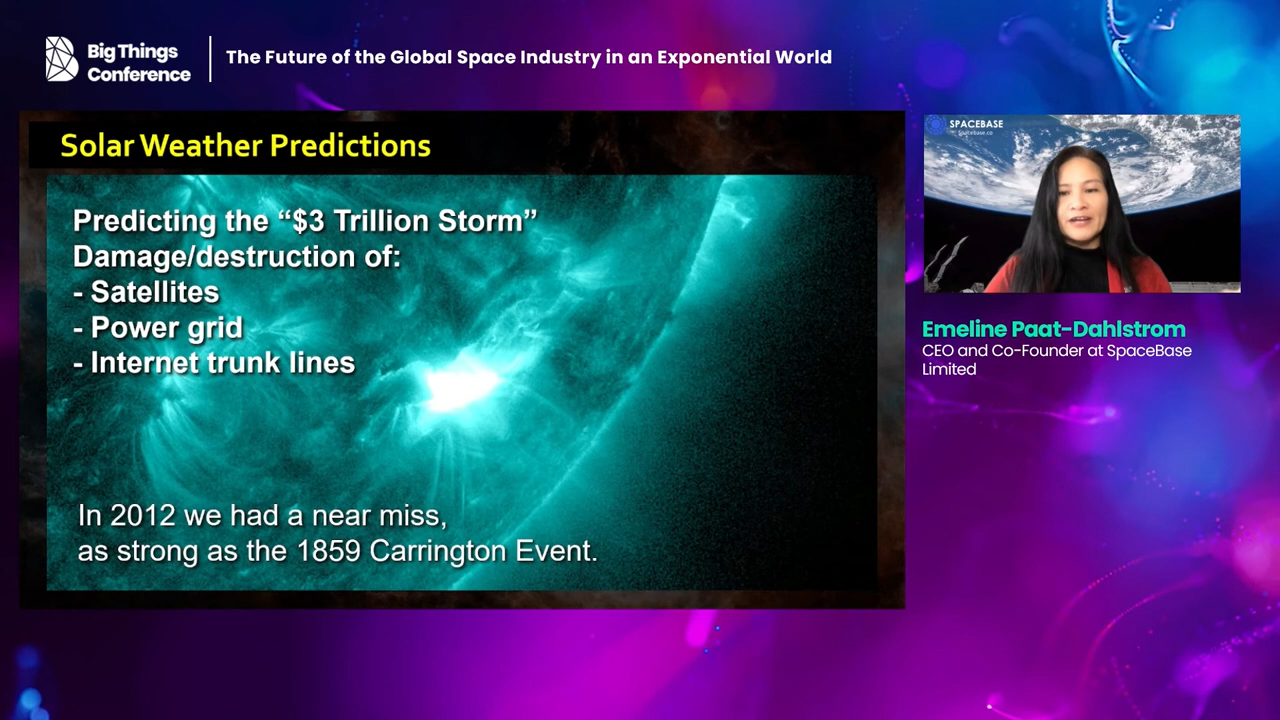 Big Things
Conference
The Future of the Global Space Industry in an Exponential World
Solar Weather Predictions
Predicting the “$3 Trillion Storm”
Damage/destruction of:
- Satellites
- Power grid
- Internet trunk lines
In 2012 we had a near miss,
as strong as the 1859 Carrington Event.
SPACEBASE
Spacebase.co
Emeline Paat-Dahlstrom
CEO and Co-Founder at SpaceBase
Limited